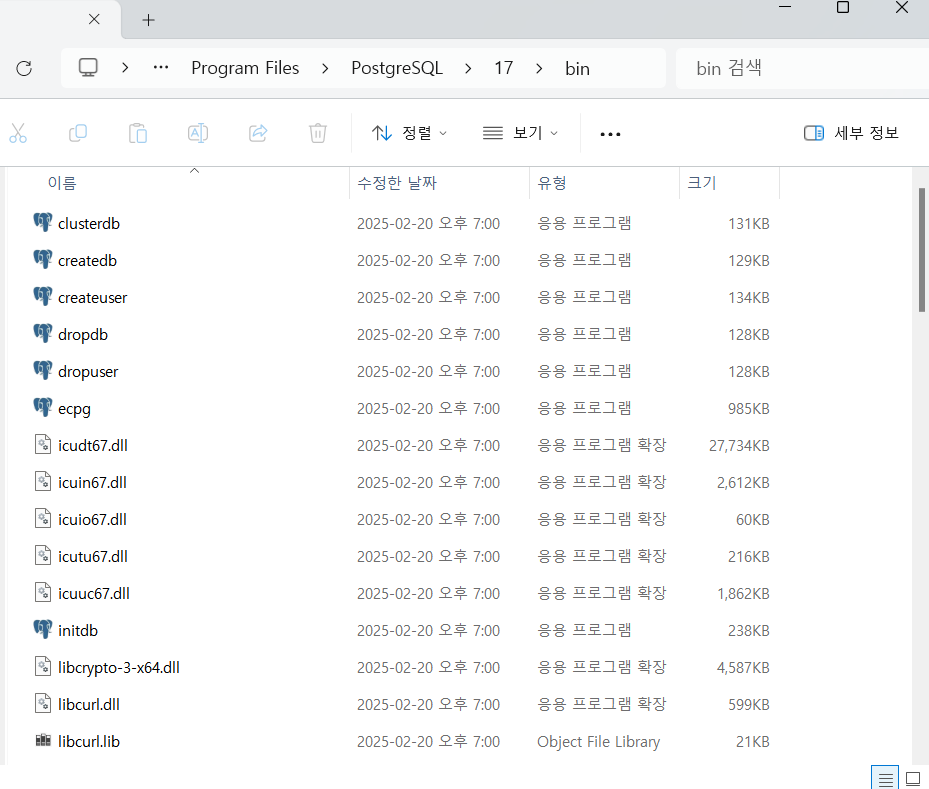 Program Files
PostgreSQL
17
bin
bin 검색
정렬
보기
세부 정보
이름 수정한 날짜 유형 크기
clusterdb 2025-02-20 오후 7:00 응용 프로그램 131KB
createdb 2025-02-20 오후 7:00 응용 프로그램 129KB
createuser 2025-02-20 오후 7:00 응용 프로그램 134KB
dropdb 2025-02-20 오후 7:00 응용 프로그램 128KB
dropuser 2025-02-20 오후 7:00 응용 프로그램 128KB
ecpg 2025-02-20 오후 7:00 응용 프로그램 985KB
icudt67.dll 2025-02-20 오후 7:00 응용 프로그램 확장 27,734KB
icuin67.dll 2025-02-20 오후 7:00 응용 프로그램 확장 2,612KB
icuio67.dll 2025-02-20 오후 7:00 응용 프로그램 확장 60KB
icutu67.dll 2025-02-20 오후 7:00 응용 프로그램 확장 216KB
icuuc67.dll 2025-02-20 오후 7:00 응용 프로그램 확장 1,862KB
initdb 2025-02-20 오후 7:00 응용 프로그램 238KB
libcrypto-3-x64.dll 2025-02-20 오후 7:00 응용 프로그램 확장 4,587KB
libcurl.dll 2025-02-20 오후 7:00 응용 프로그램 확장 599KB
libcurl.lib 2025-02-20 오후 7:00 Object File Library 21KB